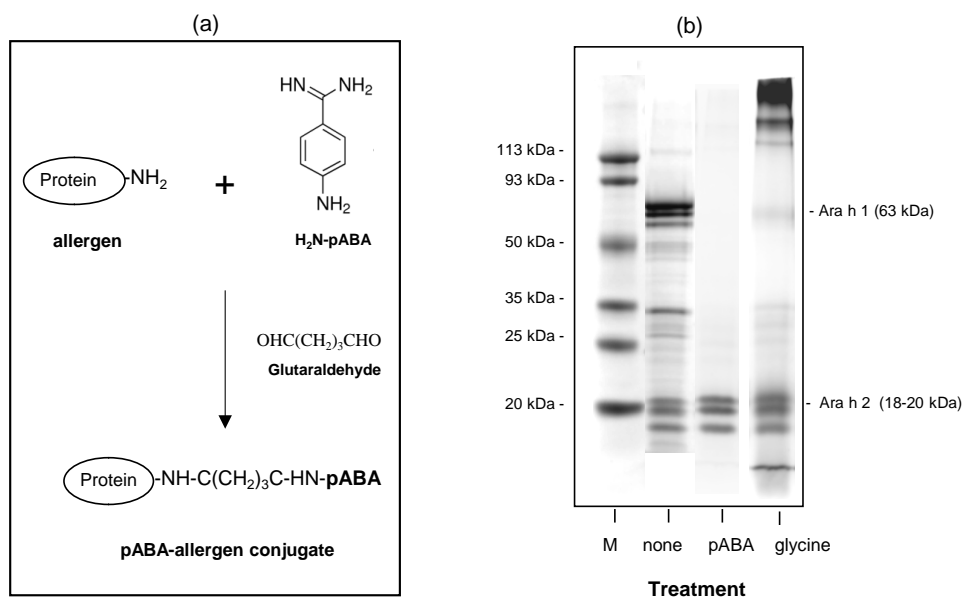 (a)
HN
NH2
Protein
-NH2
+
NH2
allergen
H2N-pABA
OHC(CH2)3CHO
Glutaraldehyde
Protein
-NH-C(CH2)3C-HN-pABA
pABA-allergen conjugate
(b)
113 kDa -
93 kDa -
50 kDa -
35 kDa -
25 kDa -
20 kDa -
- Ara h 1 (63 kDa)
- Ara h 2 (18-20 kDa)
M none pABA glycine
Treatment